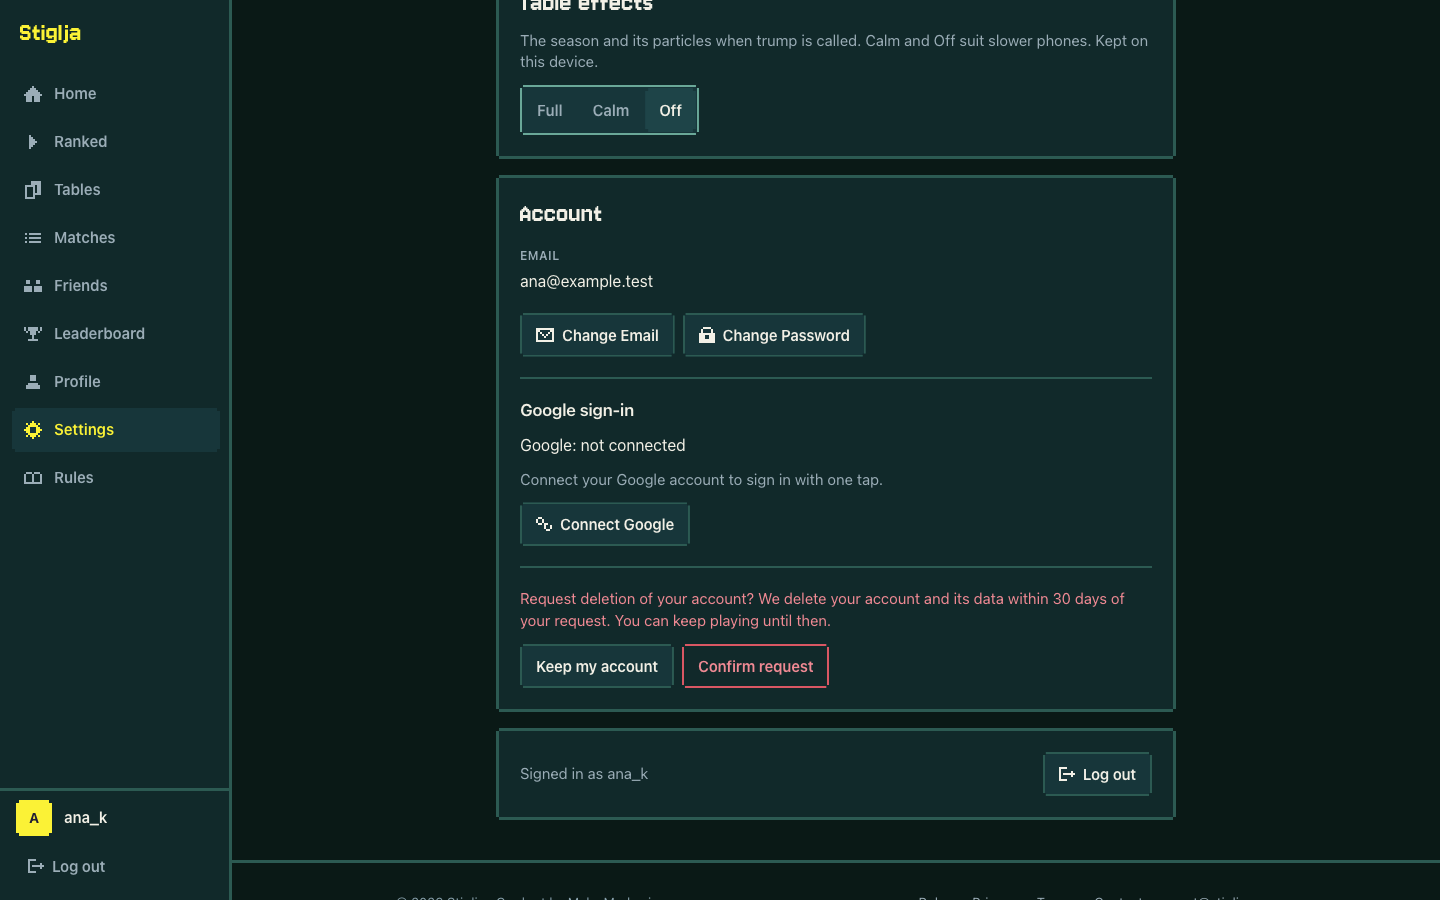 Stiglja
Home
Ranked
Tables
Matches
Friends
Leaderboard
Profile
Settings
Rules
A
ana_k
Log out
Table effects
The season and its particles when trump is called. Calm and Off suit slower phones. Kept on
this device.
Full
Calm
Off
Account
EMAIL
ana@example.test
Change Email
Change Password
Google sign-in
Google: not connected
Connect your Google account to sign in with one tap.
Connect Google
Request deletion of your account? We delete your account and its data within 30 days of
your request. You can keep playing until then.
Keep my account
Confirm request
Signed in as ana_k
Log out